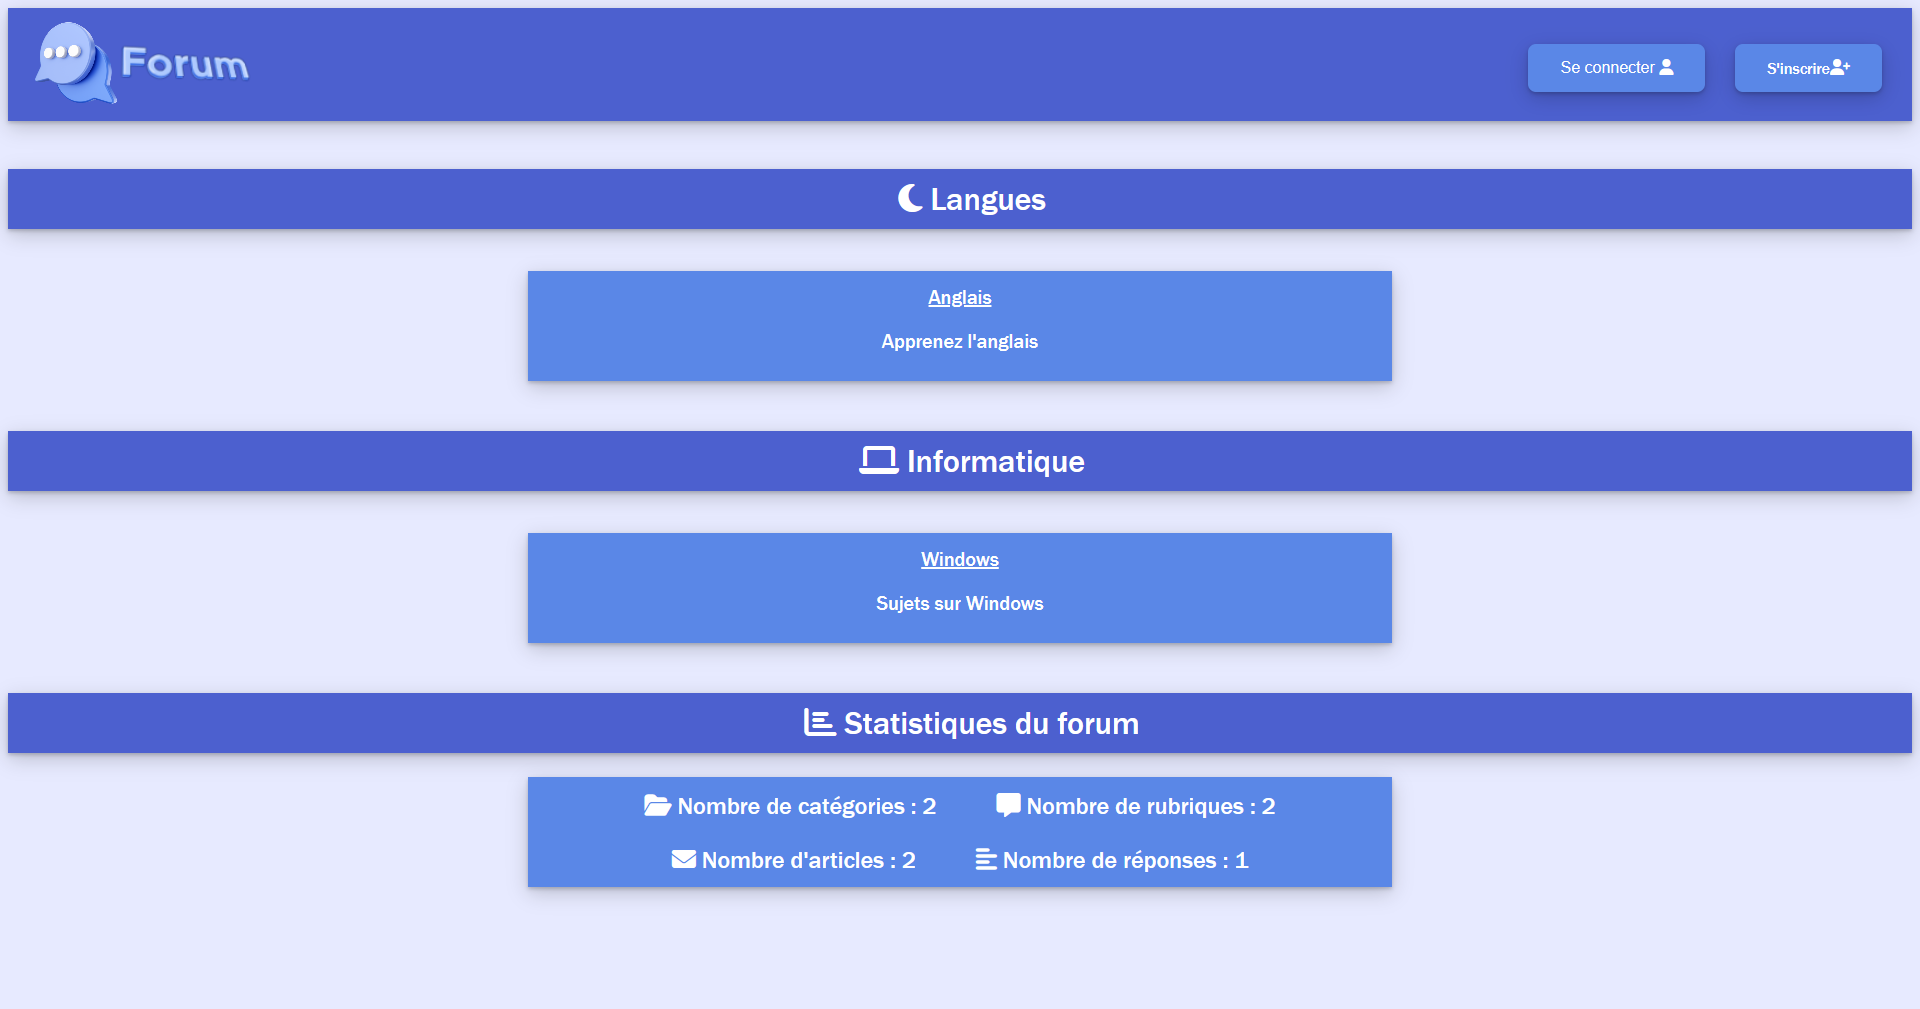 Forum
Se connecter
S'inscrire
Langues
Anglais
Apprenez l'anglais
Informatique
Windows
Sujets sur Windows
Statistiques du forum
Nombre de catégories : 2
Nombre de rubriques : 2
Nombre d'articles : 2
Nombre de réponses : 1